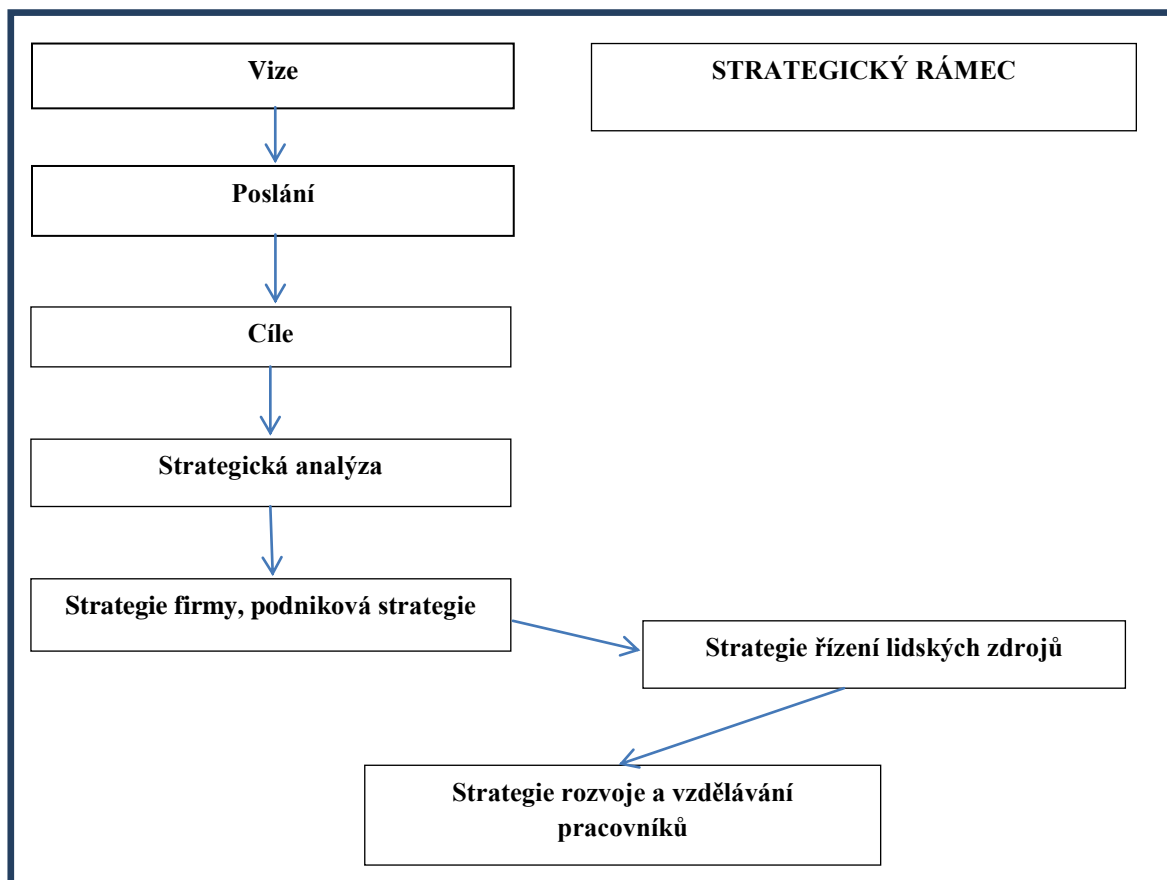 Vize
STRATEGICKÝ RÁMEC
Poslání
Cíle
Strategická analýza
Strategie firmy, podniková strategie
Strategie řízení lidských zdrojů
Strategie rozvoje a vzdělávání
pracovníků